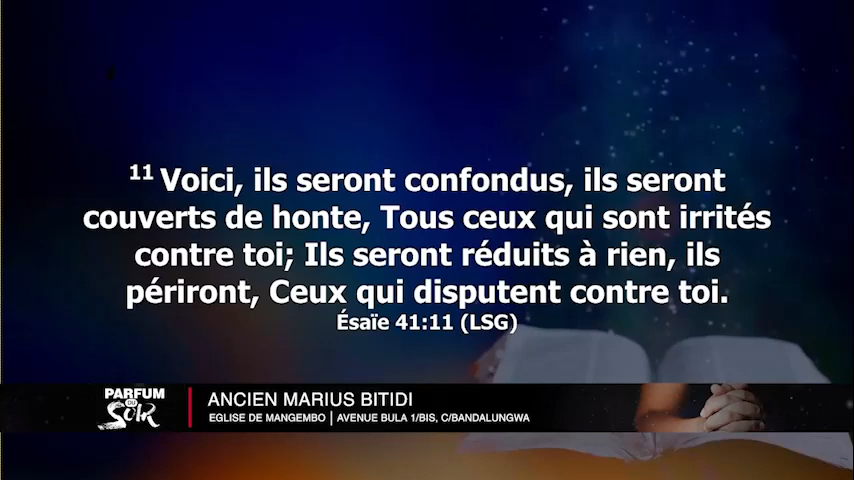 11 Voici, ils seront confondus, ils seront
couverts de honte, Tous ceux qui sont irrités
contre toi; Ils seront réduits à rien, ils
périront, Ceux qui disputent contre toi.
Ésaïe 41:11 (LSG)
PARFUM
DU
SOIR
ANCIEN MARIUS BITIDI
EGLISE DE MANGEMBO | AVENUE BULA 1/BIS, C/BANDALUNGWA